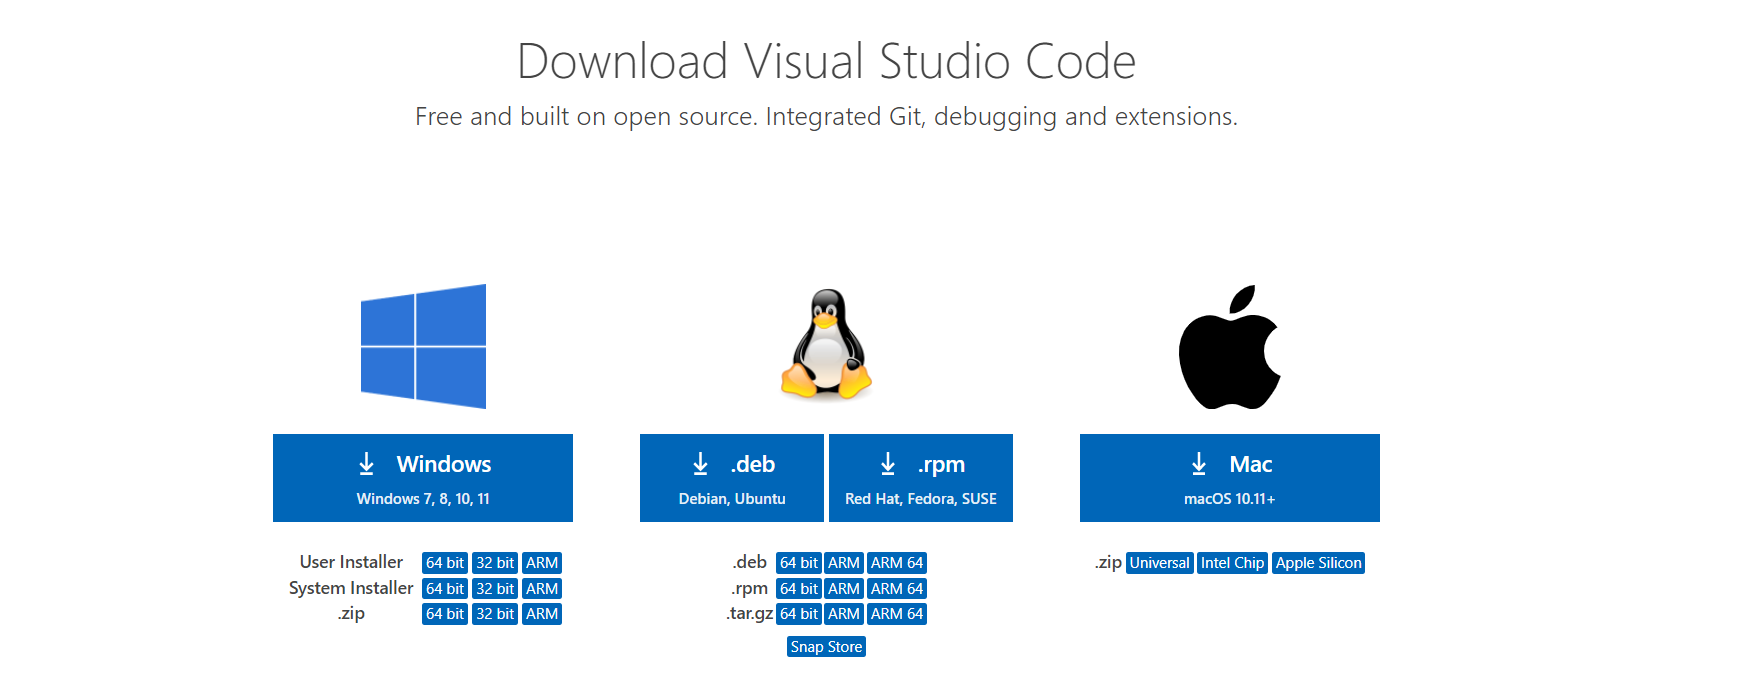 Download Visual Studio Code
Free and built on open source. Integrated Git, debugging and extensions.
Windows
Windows 7, 8, 10, 11
User Installer 64 bit 32 bit ARM
System Installer 64 bit 32 bit ARM
.zip 64 bit 32 bit ARM
.deb
Debian, Ubuntu
.rpm
Red Hat, Fedora, SUSE
.deb 64 bit ARM ARM 64
.rpm 64 bit ARM ARM 64
.tar.gz 64 bit ARM ARM 64
Snap Store
Mac
macOS 10.11+
.zip Universal Intel Chip Apple Silicon